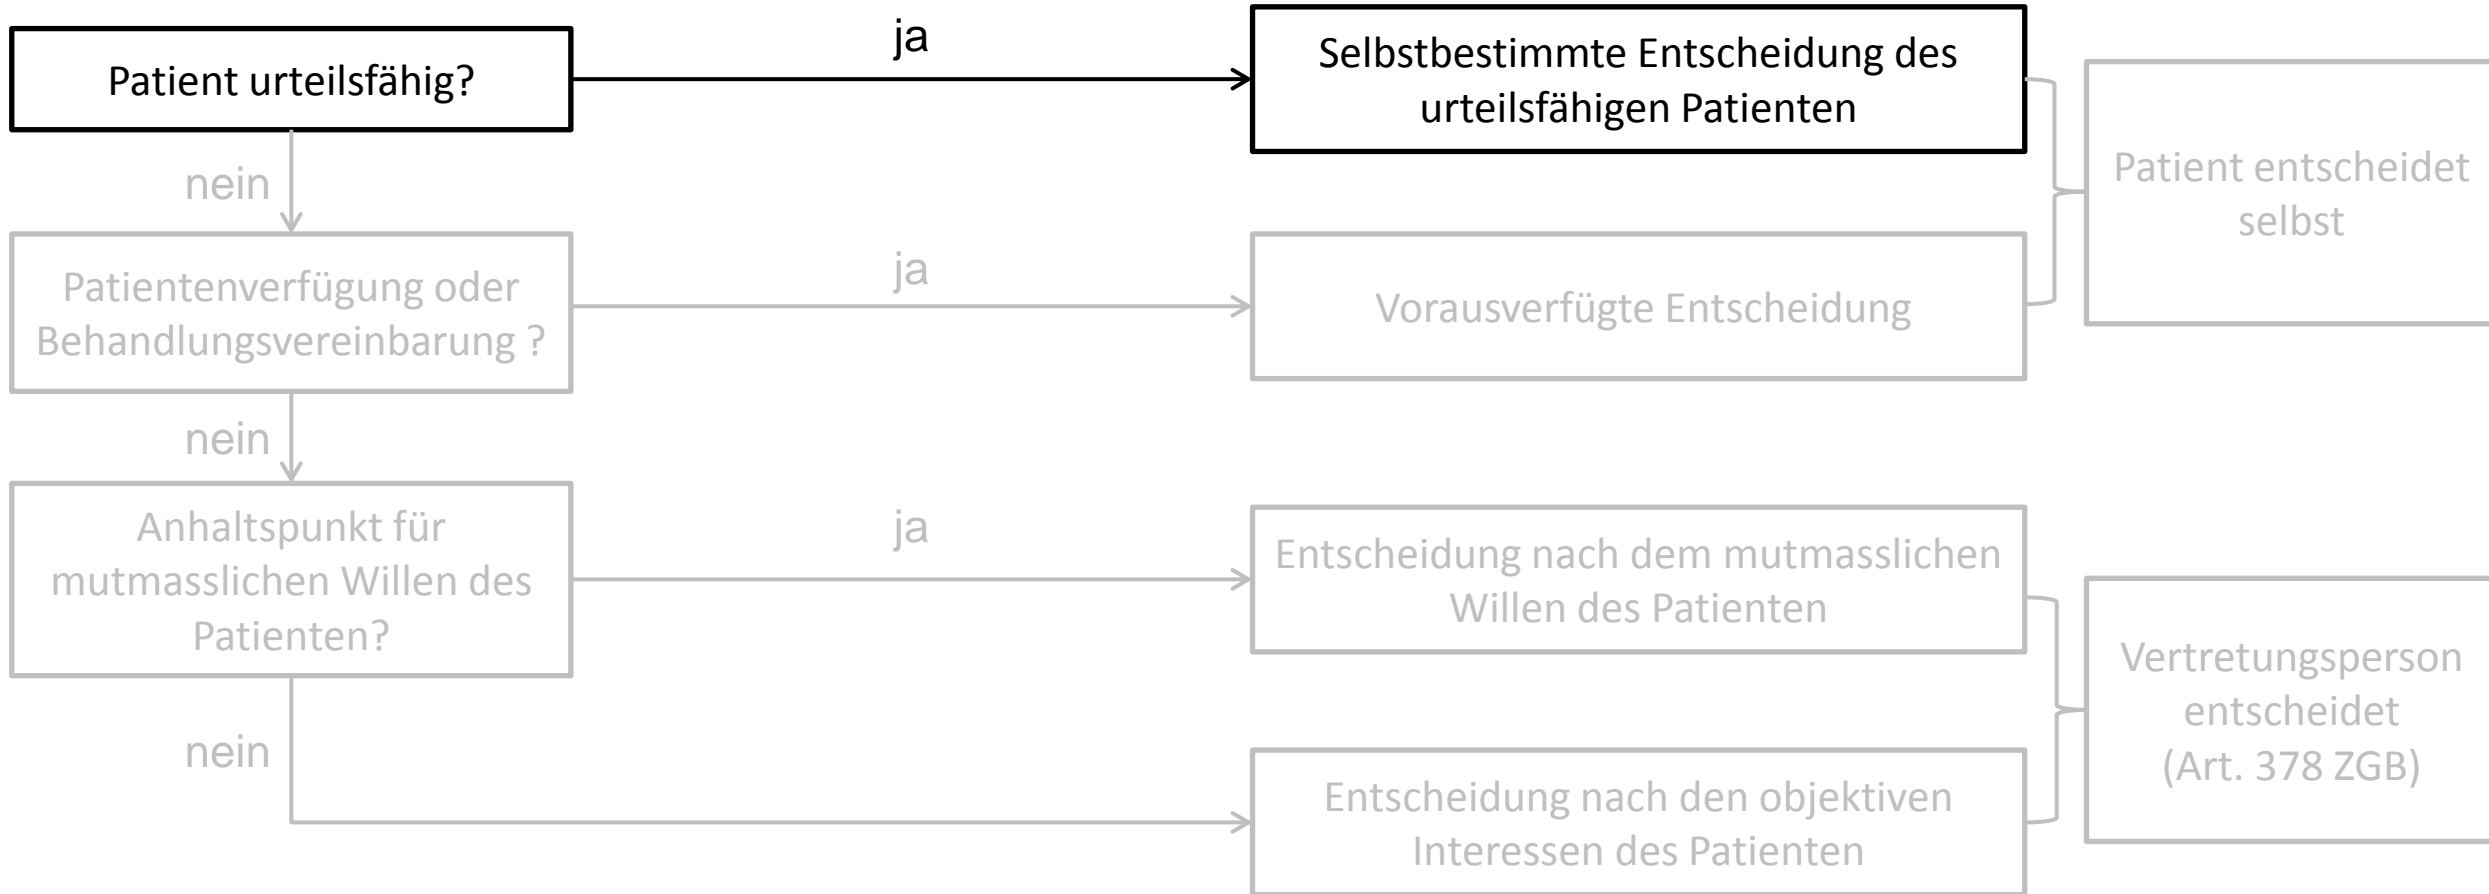 Patient urteilsfähig?
ja
Selbstbestimmte Entscheidung des
urteilsfähigen Patienten
Patient entscheidet
selbst
nein
Patientenverfügung oder
Behandlungsvereinbarung ?
ja
Vorausverfügte Entscheidung
nein
Anhaltspunkt für
mutmasslichen Willen des
Patienten?
ja
Entscheidung nach dem mutmasslichen
Willen des Patienten
Vertretungsperson
entscheidet
(Art. 378 ZGB)
nein
Entscheidung nach den objektiven
Interessen des Patienten